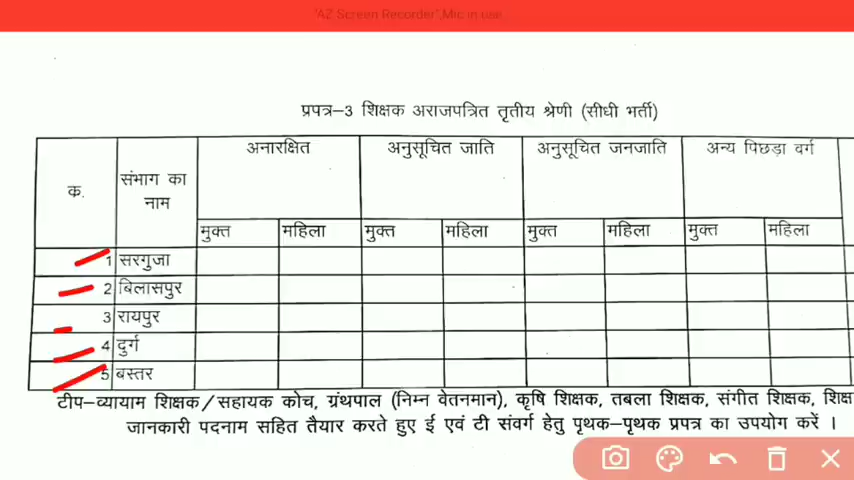 "AZ Screen Recorder",Mic in use.
प्रपत्र–3 शिक्षक अराजपत्रित तृतीय श्रेणी (सीधी भर्ती)
क. संभाग का नाम अनारक्षित अनुसूचित जाति अनुसूचित जनजाति अन्य पिछड़ा वर्ग
मुक्त महिला मुक्त महिला मुक्त महिला मुक्त महिला
1 सरगुजा
2 बिलासपुर
3 रायपुर
4 दुर्ग
5 बस्तर
टीप–व्यायाम शिक्षक/सहायक कोच, ग्रंथपाल (निम्न वेतनमान), कृषि शिक्षक, तबला शिक्षक, संगीत शिक्षक,
जानकारी पदनाम सहित तैयार करते हुए ई एवं टी संवर्ग हेतु पृथक–पृथक प्रपत्र का उपयोग करें ।